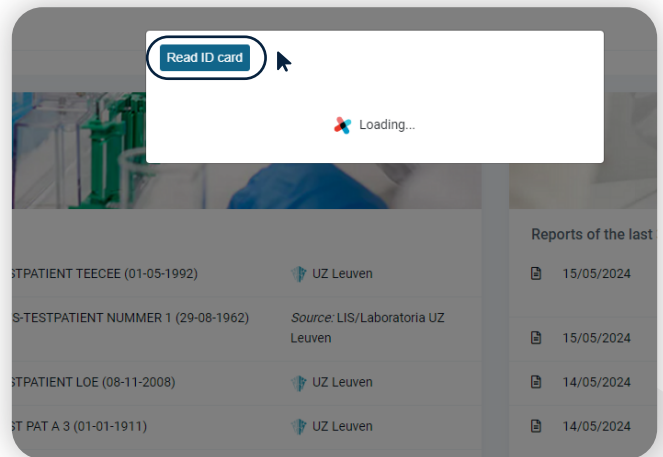 Read ID card
Loading...
Reports of the last
STPATIENT TEECEE (01-05-1992)
UZ Leuven
15/05/2024
S-TESTPATIENT NUMMER 1 (29-08-1962)
Source: LIS/Laboratoria UZ
Leuven
15/05/2024
STPATIENT LOE (08-11-2008)
UZ Leuven
14/05/2024
ST PAT A 3 (01-01-1911)
UZ Leuven
14/05/2024